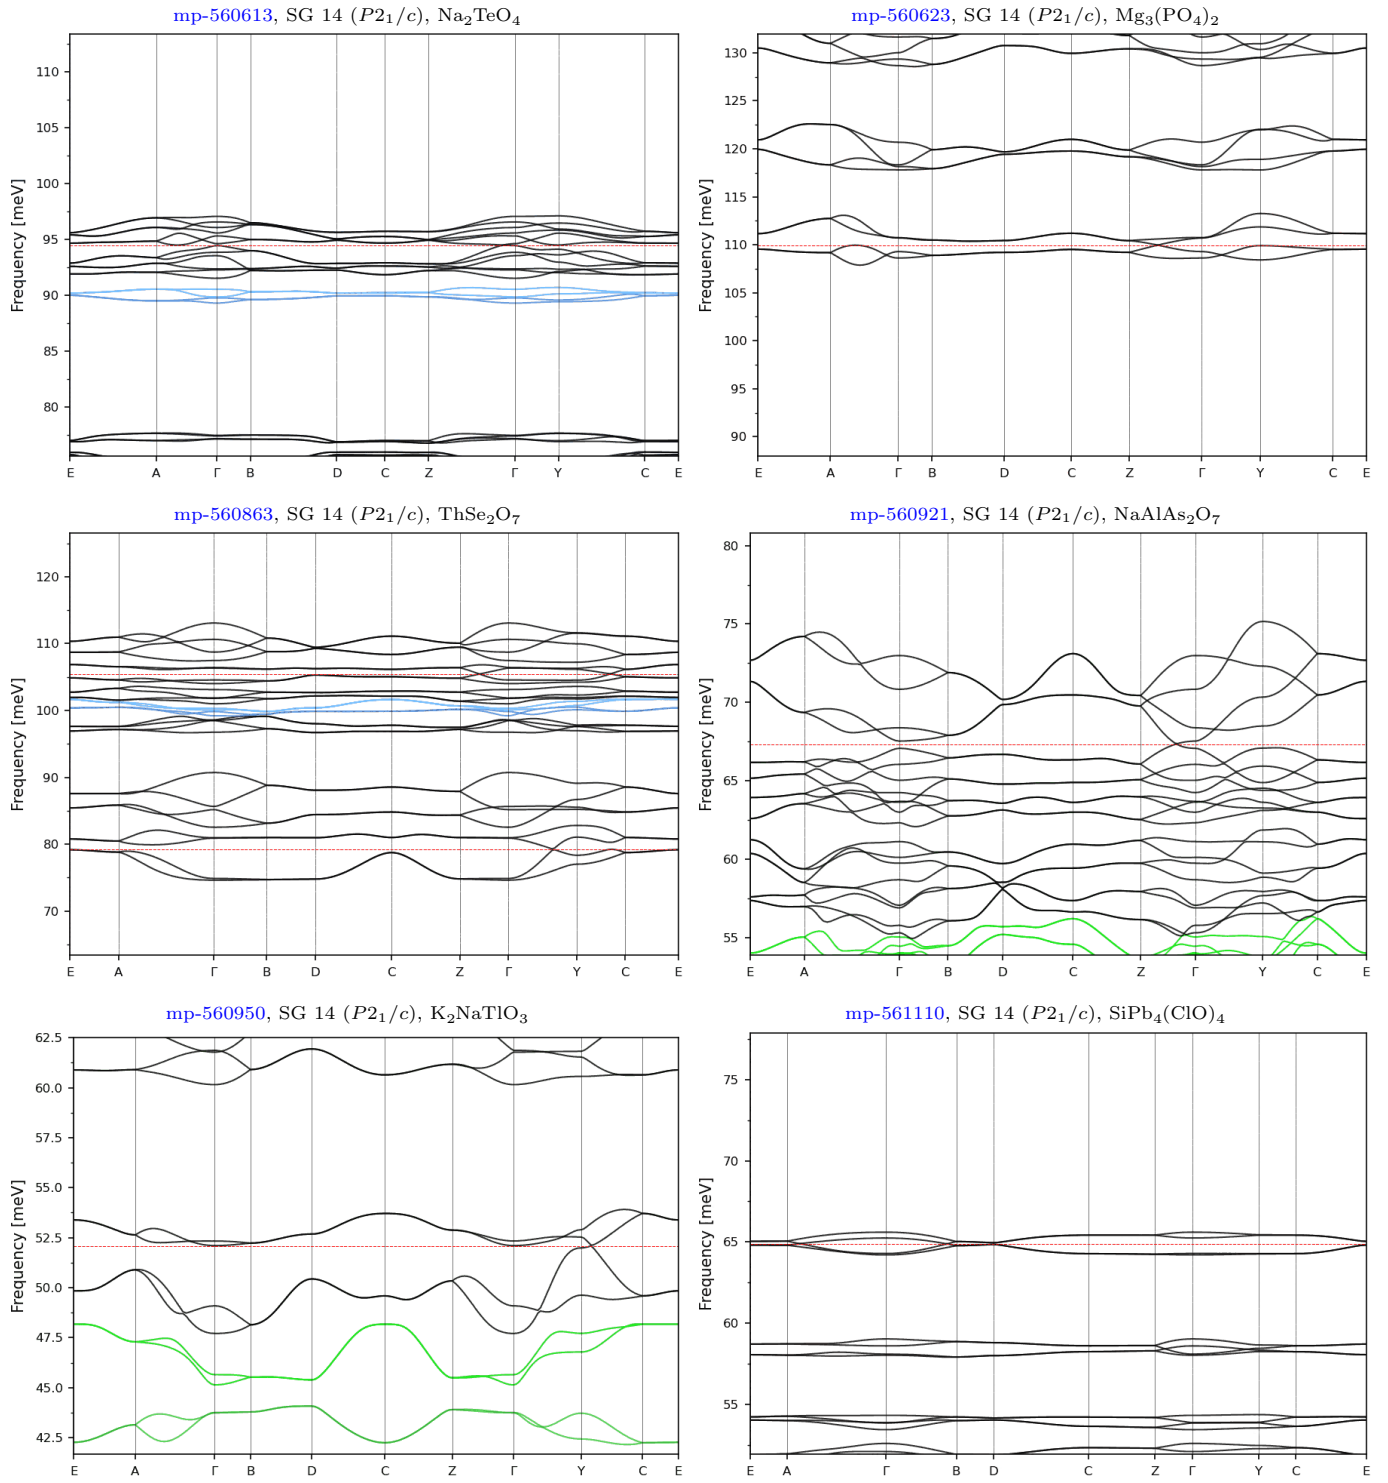 mp-560613, SG 14 (P2₁/c), Na₂TeO₄
Frequency [meV]
110
105
100
95
90
85
80
E A Γ B D C Z Γ Y C E
mp-560623, SG 14 (P2₁/c), Mg₃(PO₄)₂
Frequency [meV]
130
125
120
115
110
105
100
95
90
E A Γ B D C Z Γ Y C E
mp-560863, SG 14 (P2₁/c), ThSe₂O₇
Frequency [meV]
120
110
100
90
80
70
E A Γ B D C Z Γ Y C E
mp-560921, SG 14 (P2₁/c), NaAlAs₂O₇
Frequency [meV]
80
75
70
65
60
55
E A Γ B D C Z Γ Y C E
mp-560950, SG 14 (P2₁/c), K₂NaTlO₃
Frequency [meV]
62.5
60.0
57.5
55.0
52.5
50.0
47.5
45.0
42.5
E A Γ B D C Z Γ Y C E
mp-561110, SG 14 (P2₁/c), SiPb₄(ClO)₄
Frequency [meV]
75
70
65
60
55
E A Γ B D C Z Γ Y C E